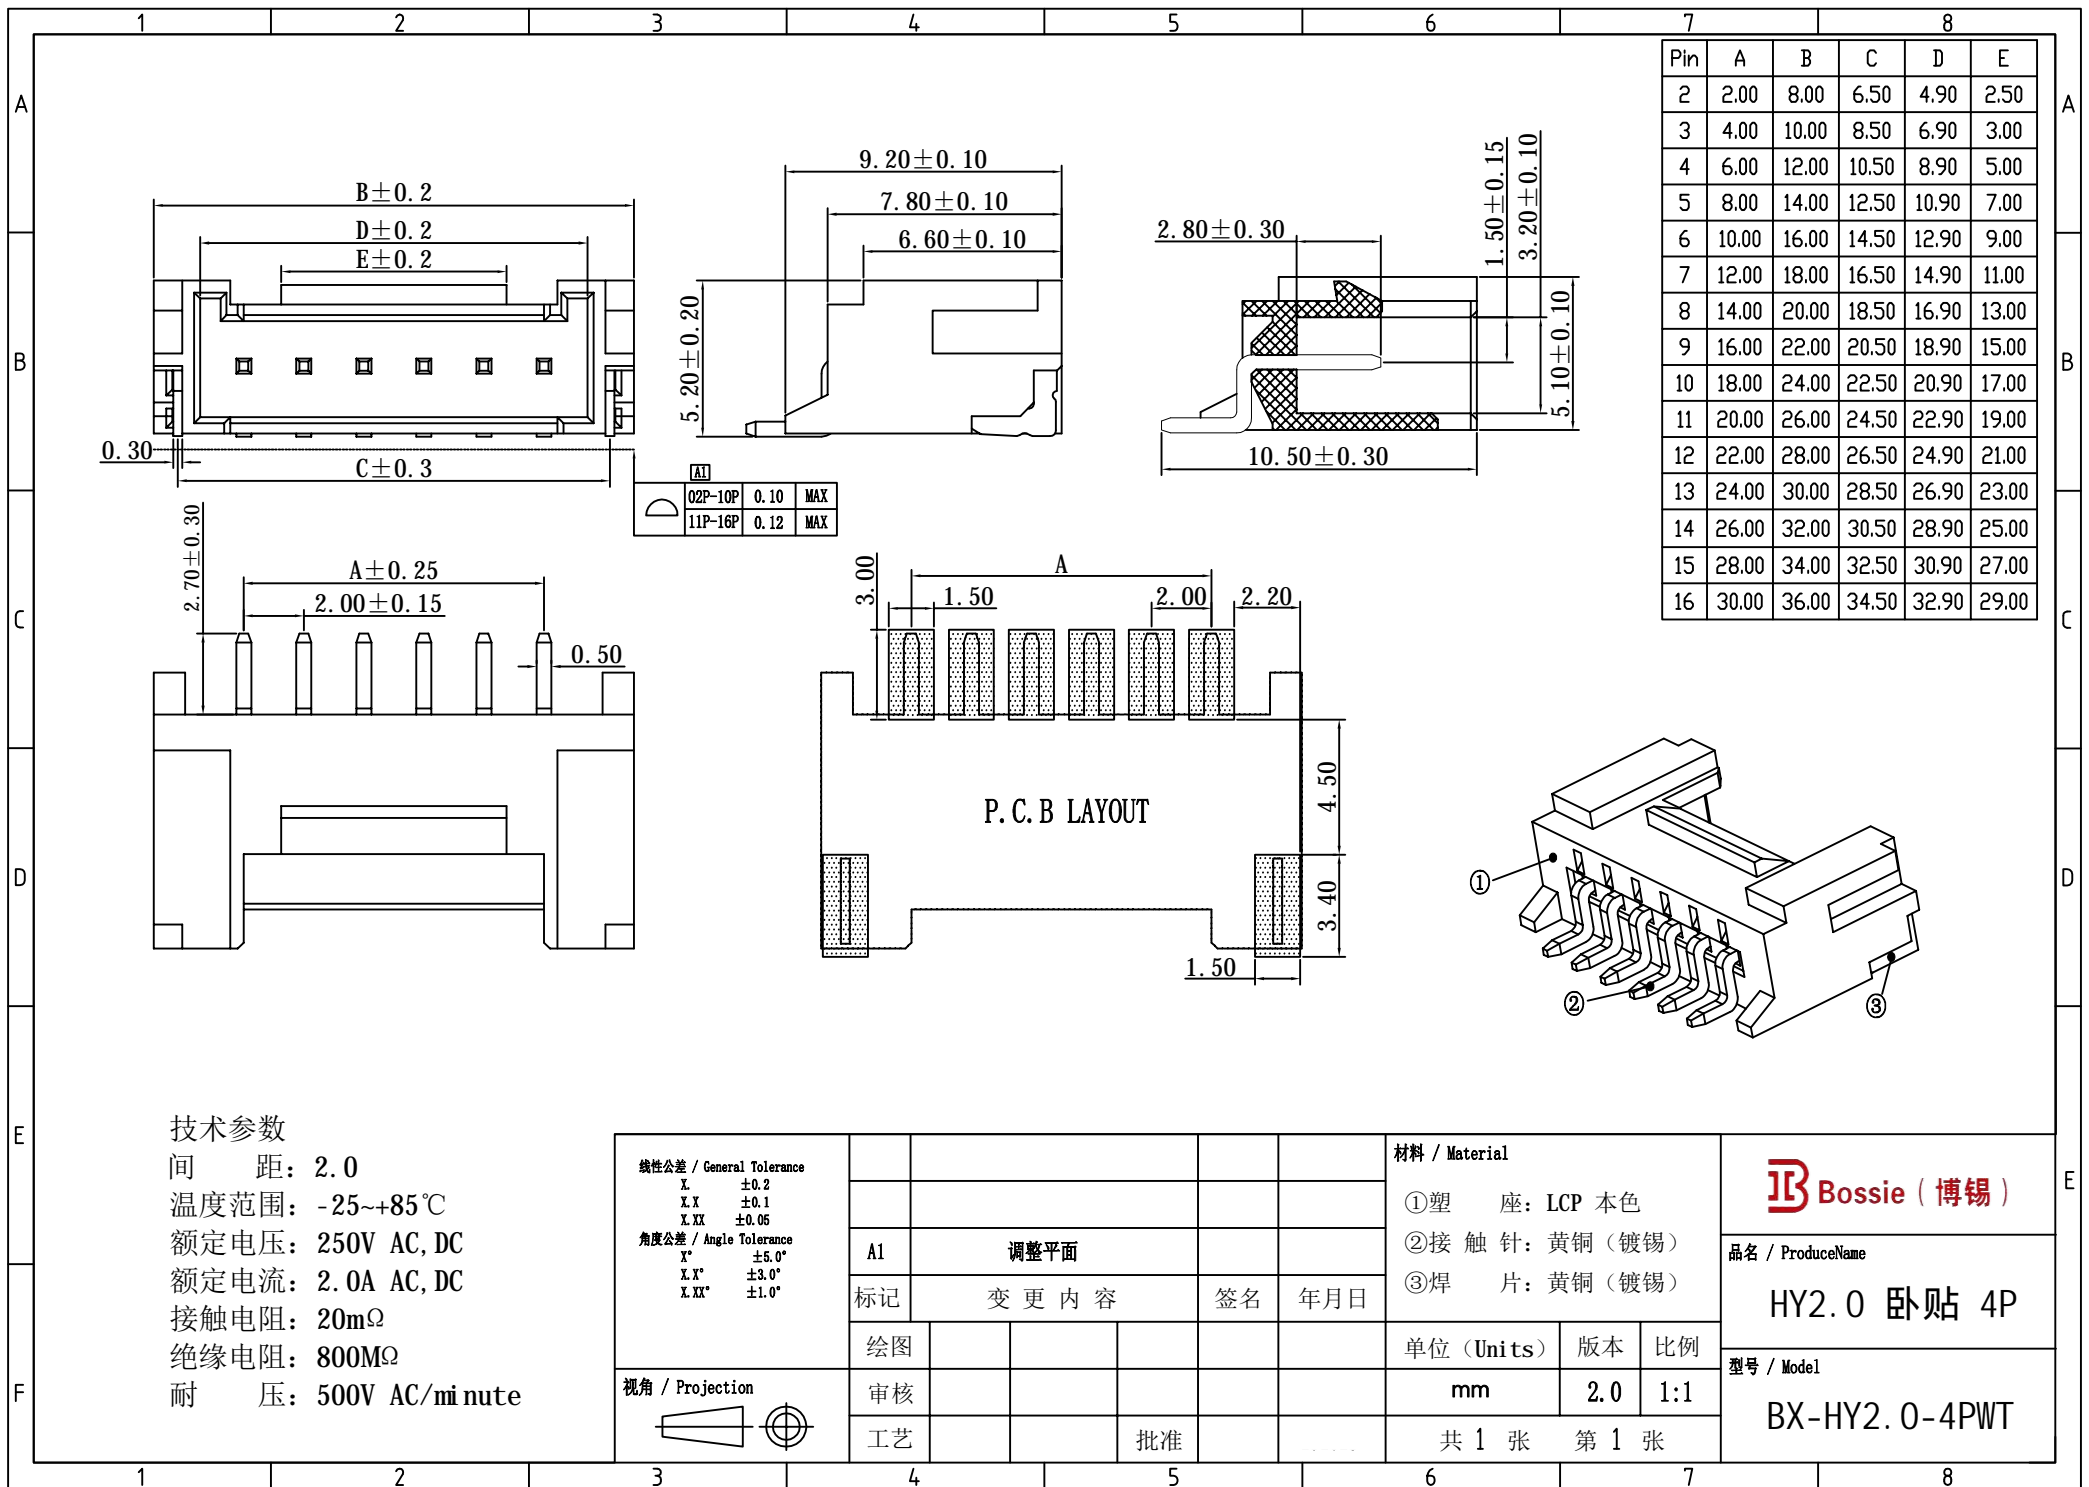 1 2 3 4 5 6 7 8
A
B
C
D
E
F
A
B
C
D
E
Pin A B C D E
2 2.00 8.00 6.50 4.90 2.50
3 4.00 10.00 8.50 6.90 3.00
4 6.00 12.00 10.50 8.90 5.00
5 8.00 14.00 12.50 10.90 7.00
6 10.00 16.00 14.50 12.90 9.00
7 12.00 18.00 16.50 14.90 11.00
8 14.00 20.00 18.50 16.90 13.00
9 16.00 22.00 20.50 18.90 15.00
10 18.00 24.00 22.50 20.90 17.00
11 20.00 26.00 24.50 22.90 19.00
12 22.00 28.00 26.50 24.90 21.00
13 24.00 30.00 28.50 26.90 23.00
14 26.00 32.00 30.50 28.90 25.00
15 28.00 34.00 32.50 30.90 27.00
16 30.00 36.00 34.50 32.90 29.00
B±0.2
D±0.2
E±0.2
0.30
C±0.3
A1
02P-10P 0.10 MAX
11P-16P 0.12 MAX
9.20±0.10
7.80±0.10
6.60±0.10
5.20±0.20
2.80±0.30
1.50±0.15
3.20±0.10
5.10±0.10
10.50±0.30
2.70±0.30
A±0.25
2.00±0.15
0.50
3.00
A
1.50
2.00
2.20
P.C.B LAYOUT
4.50
3.40
1.50
①
②
③
技术参数
间 距：2.0
温度范围：-25~+85℃
额定电压：250V AC,DC
额定电流：2.0A AC,DC
接触电阻：20mΩ
绝缘电阻：800MΩ
耐 压：500V AC/minute
线性公差 / General Tolerance
X. ±0.2
X.X ±0.1
X.XX ±0.05
角度公差 / Angle Tolerance
X° ±5.0°
X.X° ±3.0°
X.XX° ±1.0°
视角 / Projection
A1 调整平面
标记 变 更 内 容 签名 年月日
绘图
审核
工艺 批准
材料 / Material
①塑 座：LCP 本色
②接 触 针：黄铜（镀锡）
③焊 片：黄铜（镀锡）
单位（Units） 版本 比例
mm 2.0 1:1
共 1 张 第 1 张
Bossie（博锡）
品名 / ProduceName
HY2.0 卧贴 4P
型号 / Model
BX-HY2.0-4PWT
1 2 3 4 5 6 7 8